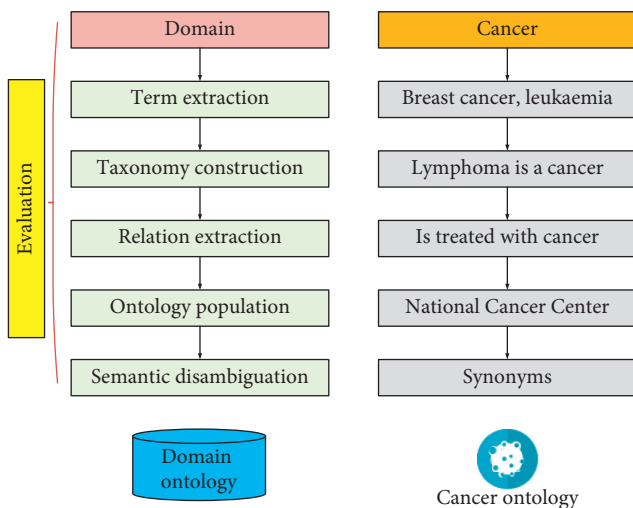 Evaluation
Domain
Term extraction
Taxonomy construction
Relation extraction
Ontology population
Semantic disambiguation
Domain
ontology
Cancer
Breast cancer, leukaemia
Lymphoma is a cancer
Is treated with cancer
National Cancer Center
Synonyms
Cancer ontology